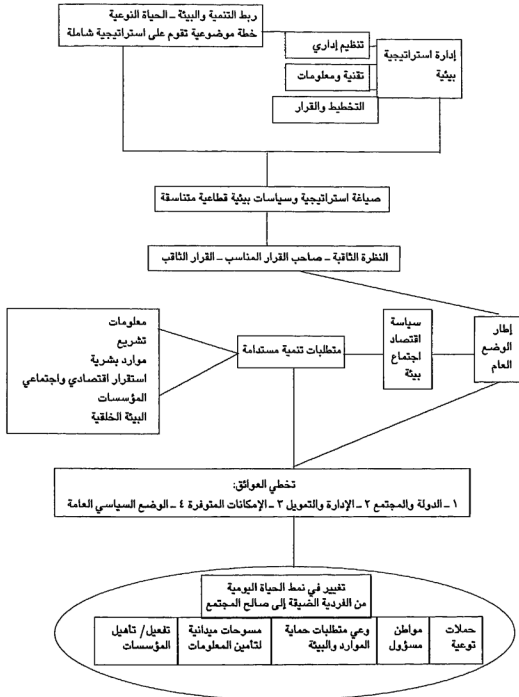 ربط التنمية والبيئة ـ الحياة النوعية
خطة موضوعية تقوم على استراتيجية شاملة
إدارة استراتيجية
بيئية
تنظيم إداري
تقنية ومعلومات
التخطيط والقرار
صياغة استراتيجية وسياسات بيئية قطاعية متناسقة
النظرة الثاقبة ـ صاحب القرار المناسب ـ القرار الثاقب
إطار
الوضع
العام
سياسة
اقتصاد
اجتماع
بيئة
متطلبات تنمية مستدامة
معلومات
تشريع
موارد بشرية
استقرار اقتصادي واجتماعي
المؤسسات
البيئة الخلقية
تخطي العوائق:
١ ـ الدولة والمجتمع ٢ ـ الإدارة والتمويل ٣ ـ الإمكانات المتوفرة ٤ ـ الوضع السياسي العامة
تغيير في نمط الحياة اليومية
من الفردية الضيقة إلى صالح المجتمع
حملات
توعية
مواطن
مسؤول
وعي متطلبات حماية
الموارد والبيئة
مسوحات ميدانية
لتأمين المعلومات
تفعيل/ تأهيل
المؤسسات